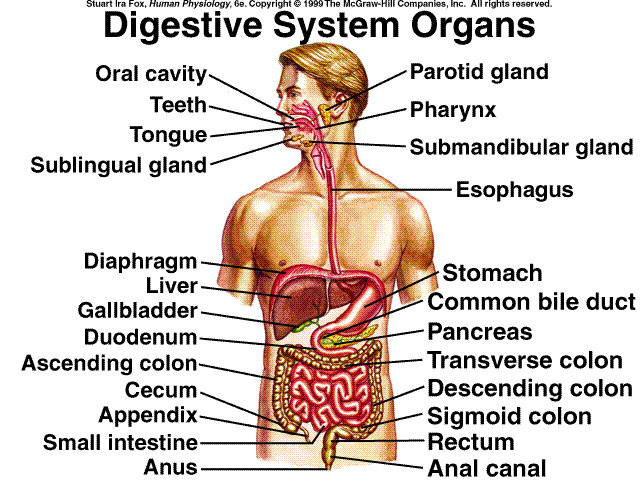 Stuart Ira Fox, Human Physiology, 6e. Copyright © 1999 The McGraw-Hill Companies, Inc. All rights reserved.
Digestive System Organs
Oral cavity
Teeth
Tongue
Sublingual gland
Parotid gland
Pharynx
Submandibular gland
Esophagus
Diaphragm
Liver
Gallbladder
Duodenum
Ascending colon
Cecum
Appendix
Small intestine
Anus
Stomach
Common bile duct
Pancreas
Transverse colon
Descending colon
Sigmoid colon
Rectum
Anal canal